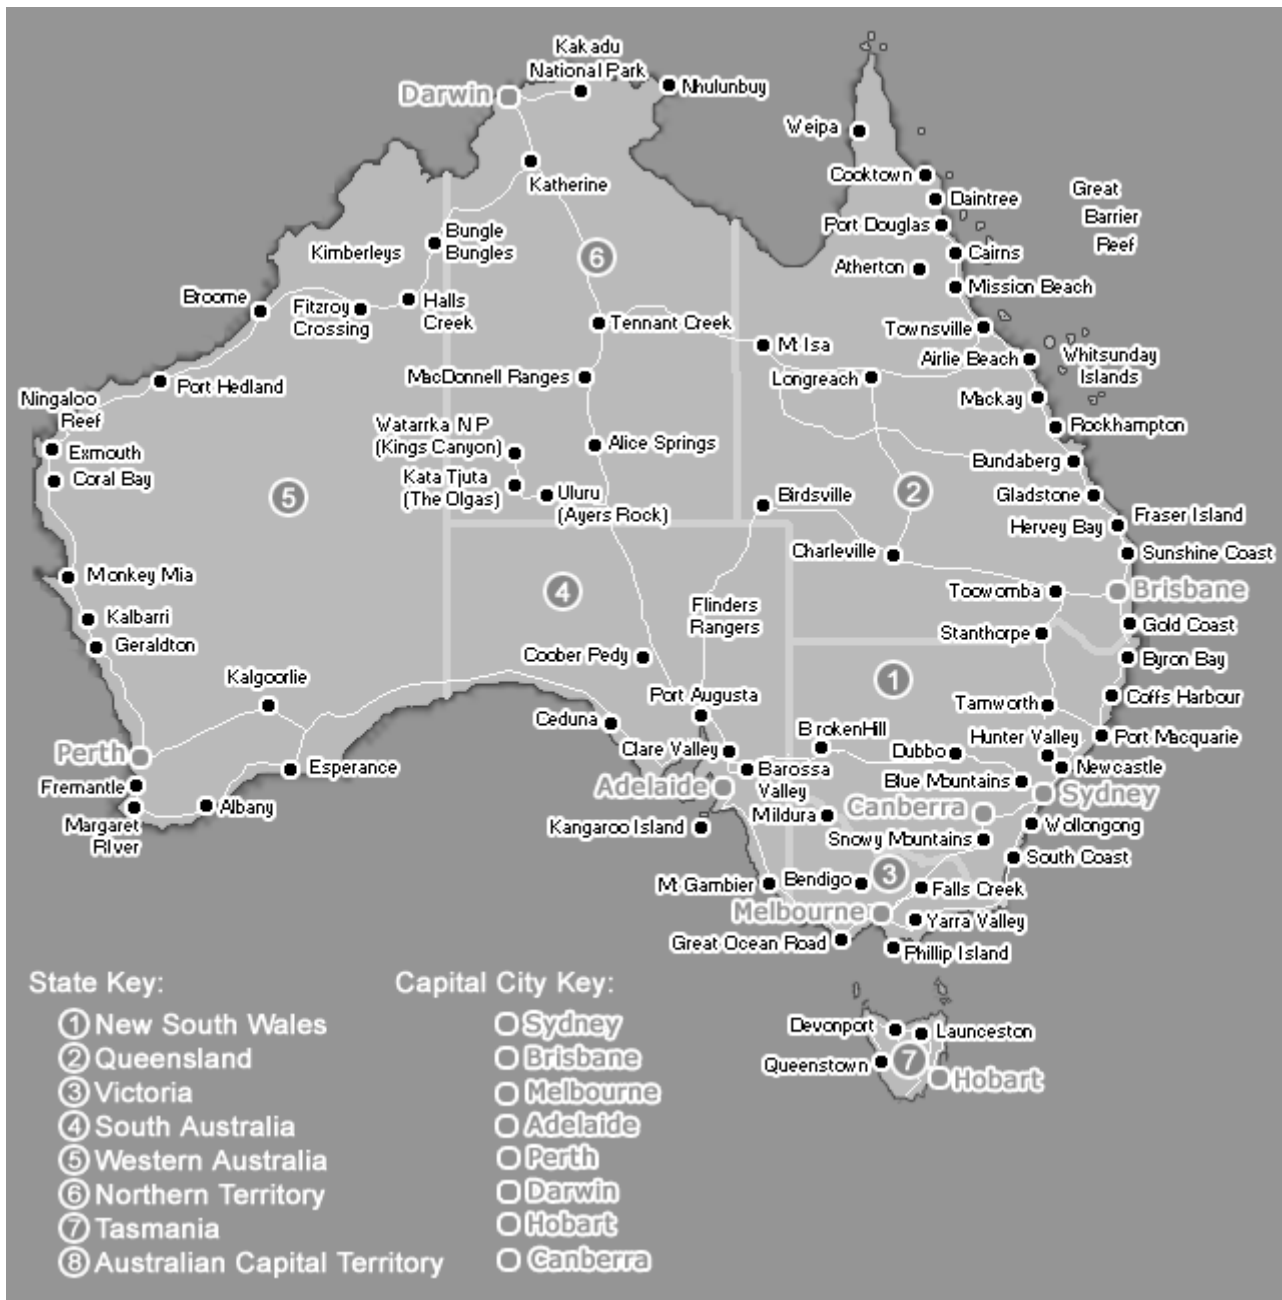 Kakadu
National Park
Darwin
Nhulunbuy
Weipa
Katherine
Cooktown
Daintree
Great
Barrier
Reef
Port Douglas
Bungle
Bungles
Kimberleys
6
Cairns
Atherton
Mission Beach
Broome
Fitzroy
Crossing
Halls
Creek
Tennant Creek
Townsville
Mt Isa
Airlie Beach
Whitsunday
Islands
Port Hedland
MacDonnell Ranges
Longreach
Ningaloo
Reef
Mackay
Watarrka N P
(Kings Canyon)
Alice Springs
Rockhampton
Exmouth
Coral Bay
Bundaberg
Kata Tjuta
(The Olgas)
Uluru
(Ayers Rock)
5
2
Birdsville
Gladstone
Hervey Bay
Fraser Island
Charleville
Sunshine Coast
Monkey Mia
4
Toowomba
Brisbane
Flinders
Rangers
Kalbarri
Gold Coast
Stanthorpe
Geraldton
Coober Pedy
Byron Bay
Kalgoorlie
1
Port Augusta
Tamworth
Coffs Harbour
Ceduna
BrokenHill
Hunter Valley
Port Macquarie
Perth
Clare Valley
Dubbo
Esperance
Barossa
Valley
Newcastle
Fremantle
Adelaide
Blue Mountains
Sydney
Albany
Canberra
Margaret
River
Kangaroo Island
Mildura
Wollongong
Snowy Mountains
South Coast
Mt Gambier
Bendigo
3
Falls Creek
Melbourne
Yarra Valley
Great Ocean Road
Phillip Island
Devonport
Launceston
Queenstown
7
Hobart
State Key:
1 New South Wales
2 Queensland
3 Victoria
4 South Australia
5 Western Australia
6 Northern Territory
7 Tasmania
8 Australian Capital Territory
Capital City Key:
Sydney
Brisbane
Melbourne
Adelaide
Perth
Darwin
Hobart
Canberra